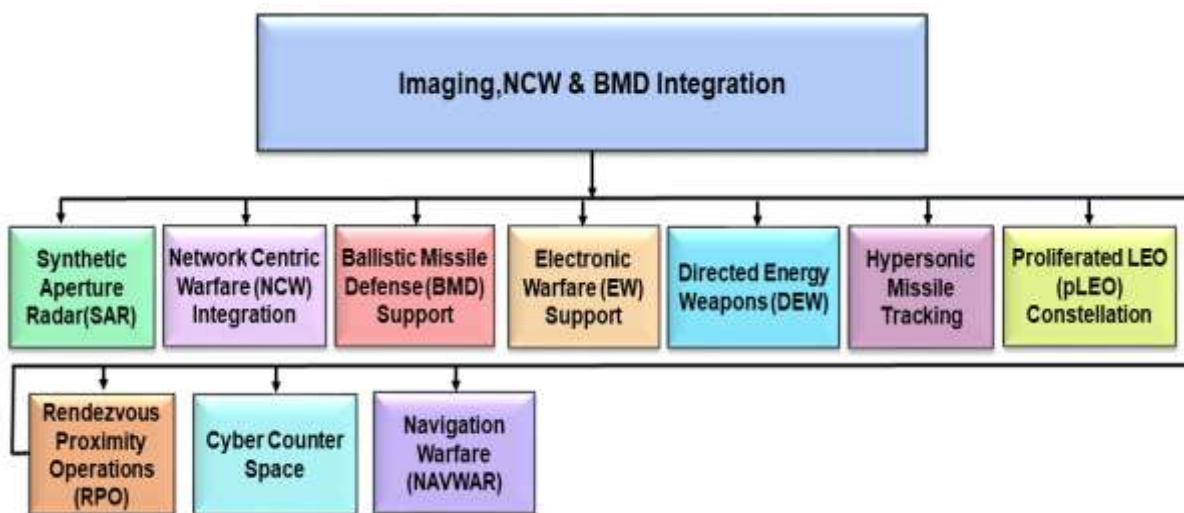 Imaging,NCW & BMD Integration
Synthetic
Aperture
Radar(SAR)
Network Centric
Warfare (NCW)
Integration
Ballistic Missile
Defense (BMD)
Support
Electronic
Warfare (EW)
Support
Directed Energy
Weapons (DEW)
Hypersonic
Missile
Tracking
Proliferated LEO
(pLEO)
Constellation
Rendezvous
Proximity
Operations
(RPO)
Cyber Counter
Space
Navigation
Warfare
(NAVWAR)